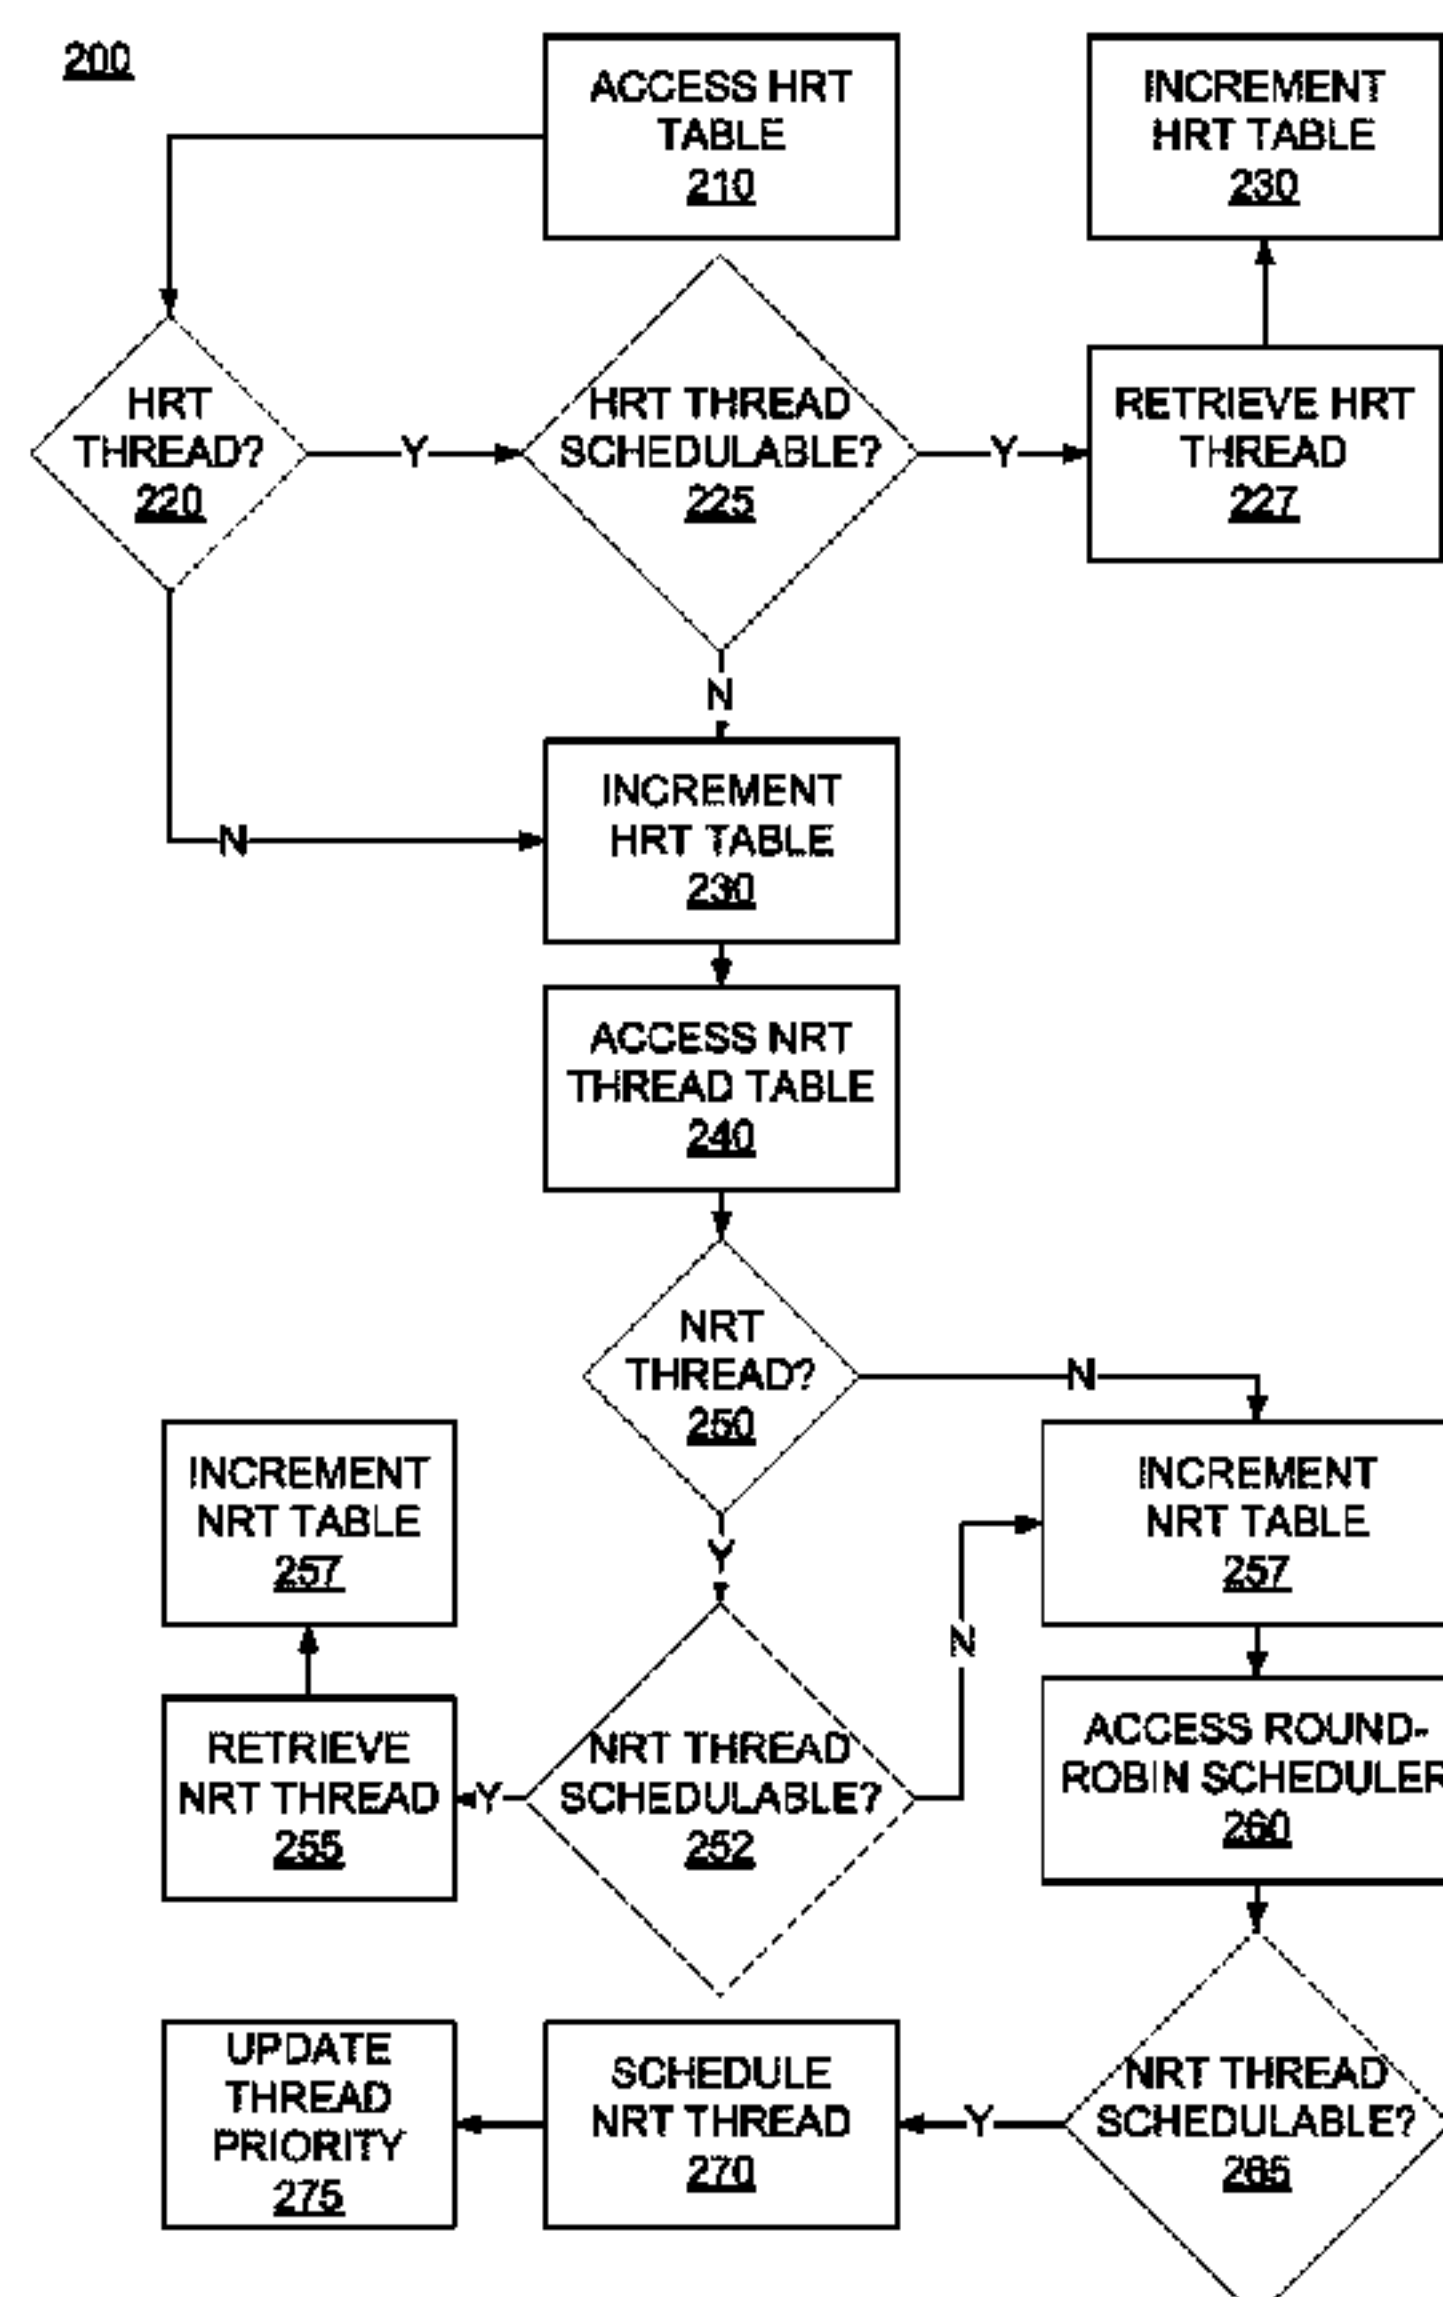 200
ACCESS HRT
TABLE
210
INCREMENT
HRT TABLE
230
HRT
THREAD?
220
Y
HRT THREAD
SCHEDULABLE?
225
Y
RETRIEVE HRT
THREAD
227
N
N
INCREMENT
HRT TABLE
230
ACCESS NRT
THREAD TABLE
240
NRT
THREAD?
250
N
Y
INCREMENT
NRT TABLE
257
INCREMENT
NRT TABLE
257
N
RETRIEVE
NRT THREAD
255
Y
NRT THREAD
SCHEDULABLE?
252
ACCESS ROUND-
ROBIN SCHEDULER
260
UPDATE
THREAD
PRIORITY
275
SCHEDULE
NRT THREAD
270
Y
NRT THREAD
SCHEDULABLE?
265